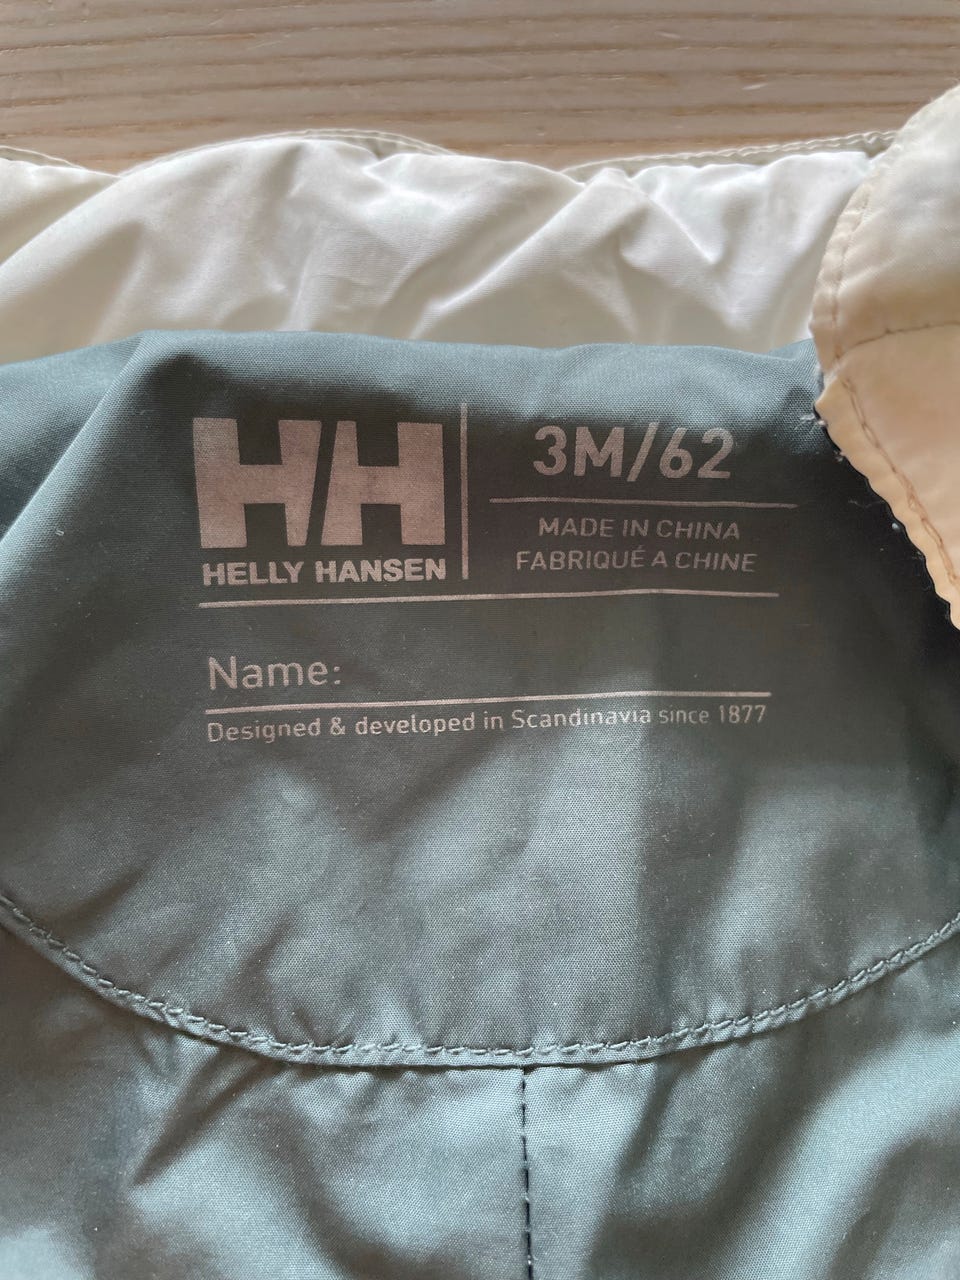 HH
HELLY HANSEN
3M/62
MADE IN CHINA
FABRIQUÉ A CHINE
Name:
Designed & developed in Scandinavia since 1877